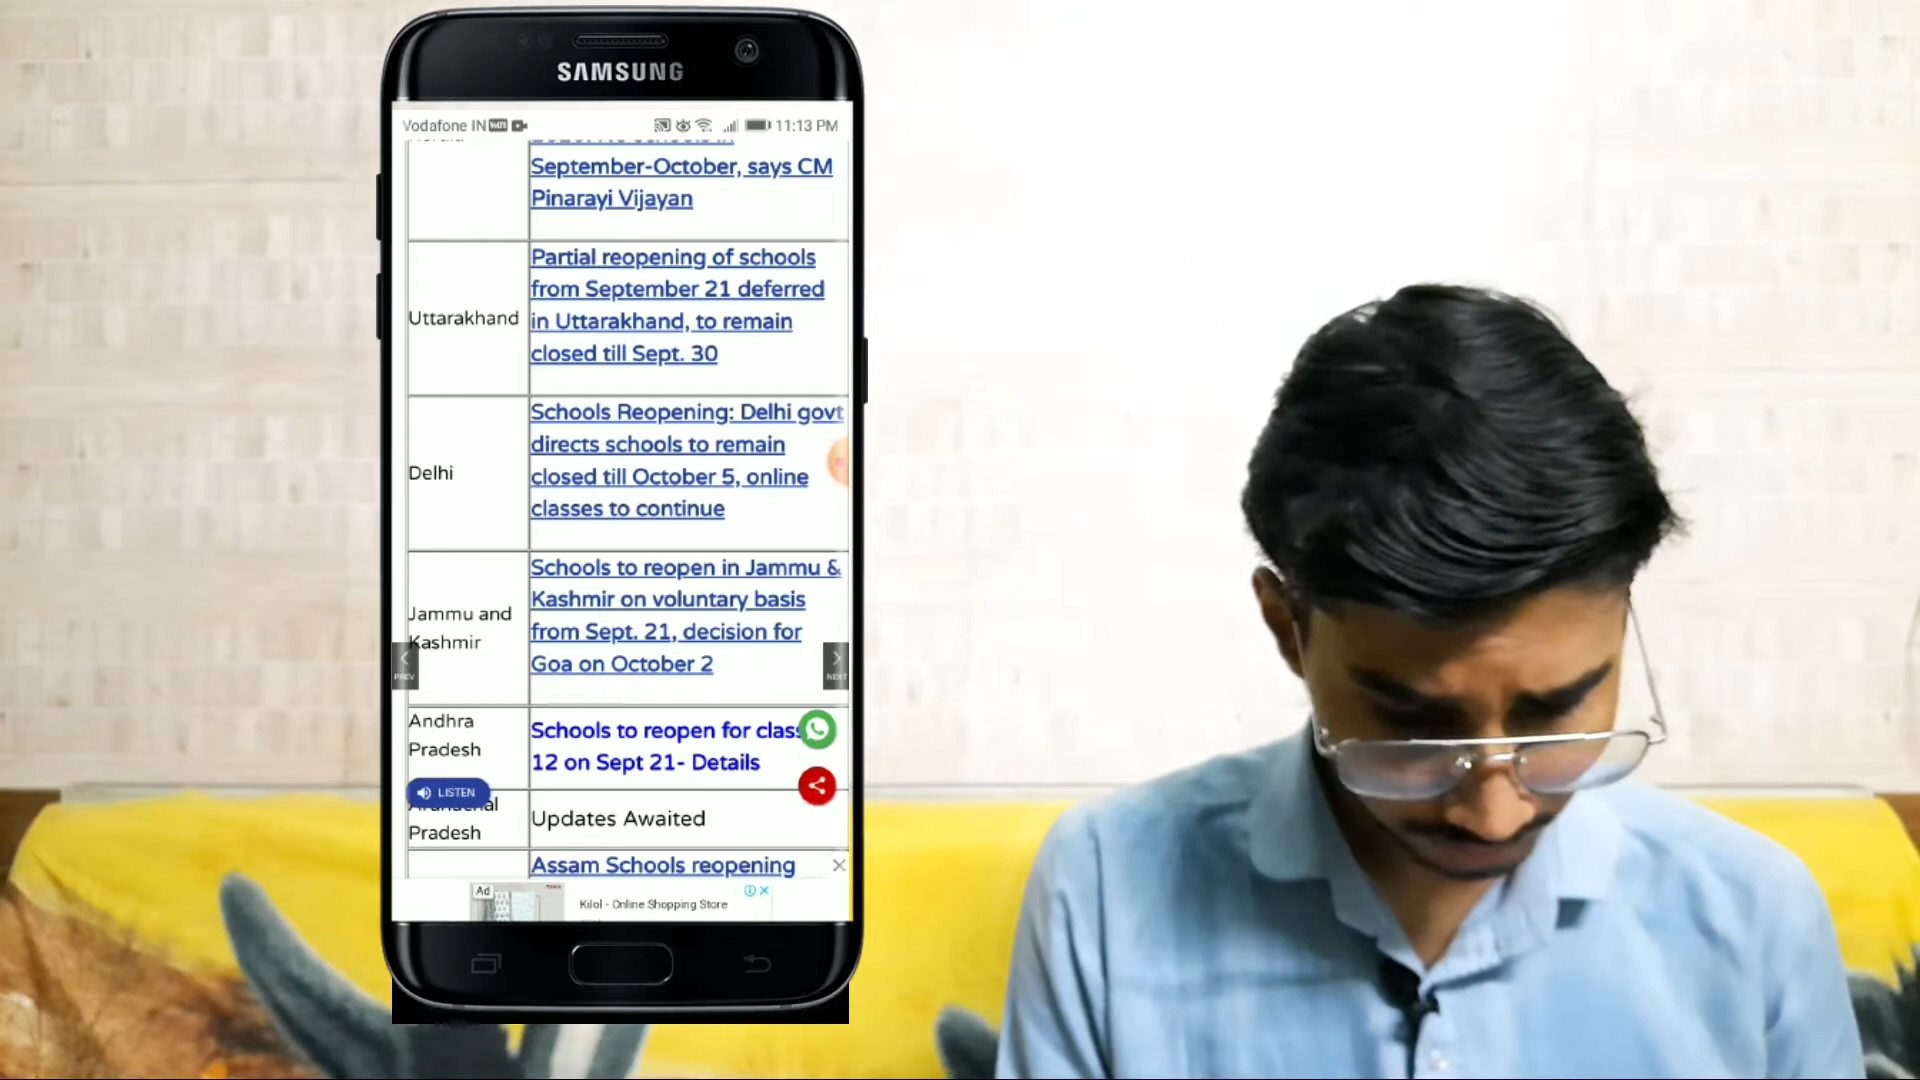 SAMSUNG
Vodafone IN
11:13 PM
September-October, says CM
Pinarayi Vijayan
Uttarakhand
Partial reopening of schools
from September 21 deferred
in Uttarakhand, to remain
closed till Sept. 30
Delhi
Schools Reopening: Delhi govt
directs schools to remain
closed till October 5, online
classes to continue
Jammu and
Kashmir
Schools to reopen in Jammu &
Kashmir on voluntary basis
from Sept. 21, decision for
Goa on October 2
PREV
NEXT
Andhra
Pradesh
Schools to reopen for class
12 on Sept 21- Details
LISTEN
Arunachal
Pradesh
Updates Awaited
Assam Schools reopening
Ad
Kilol - Online Shopping Store